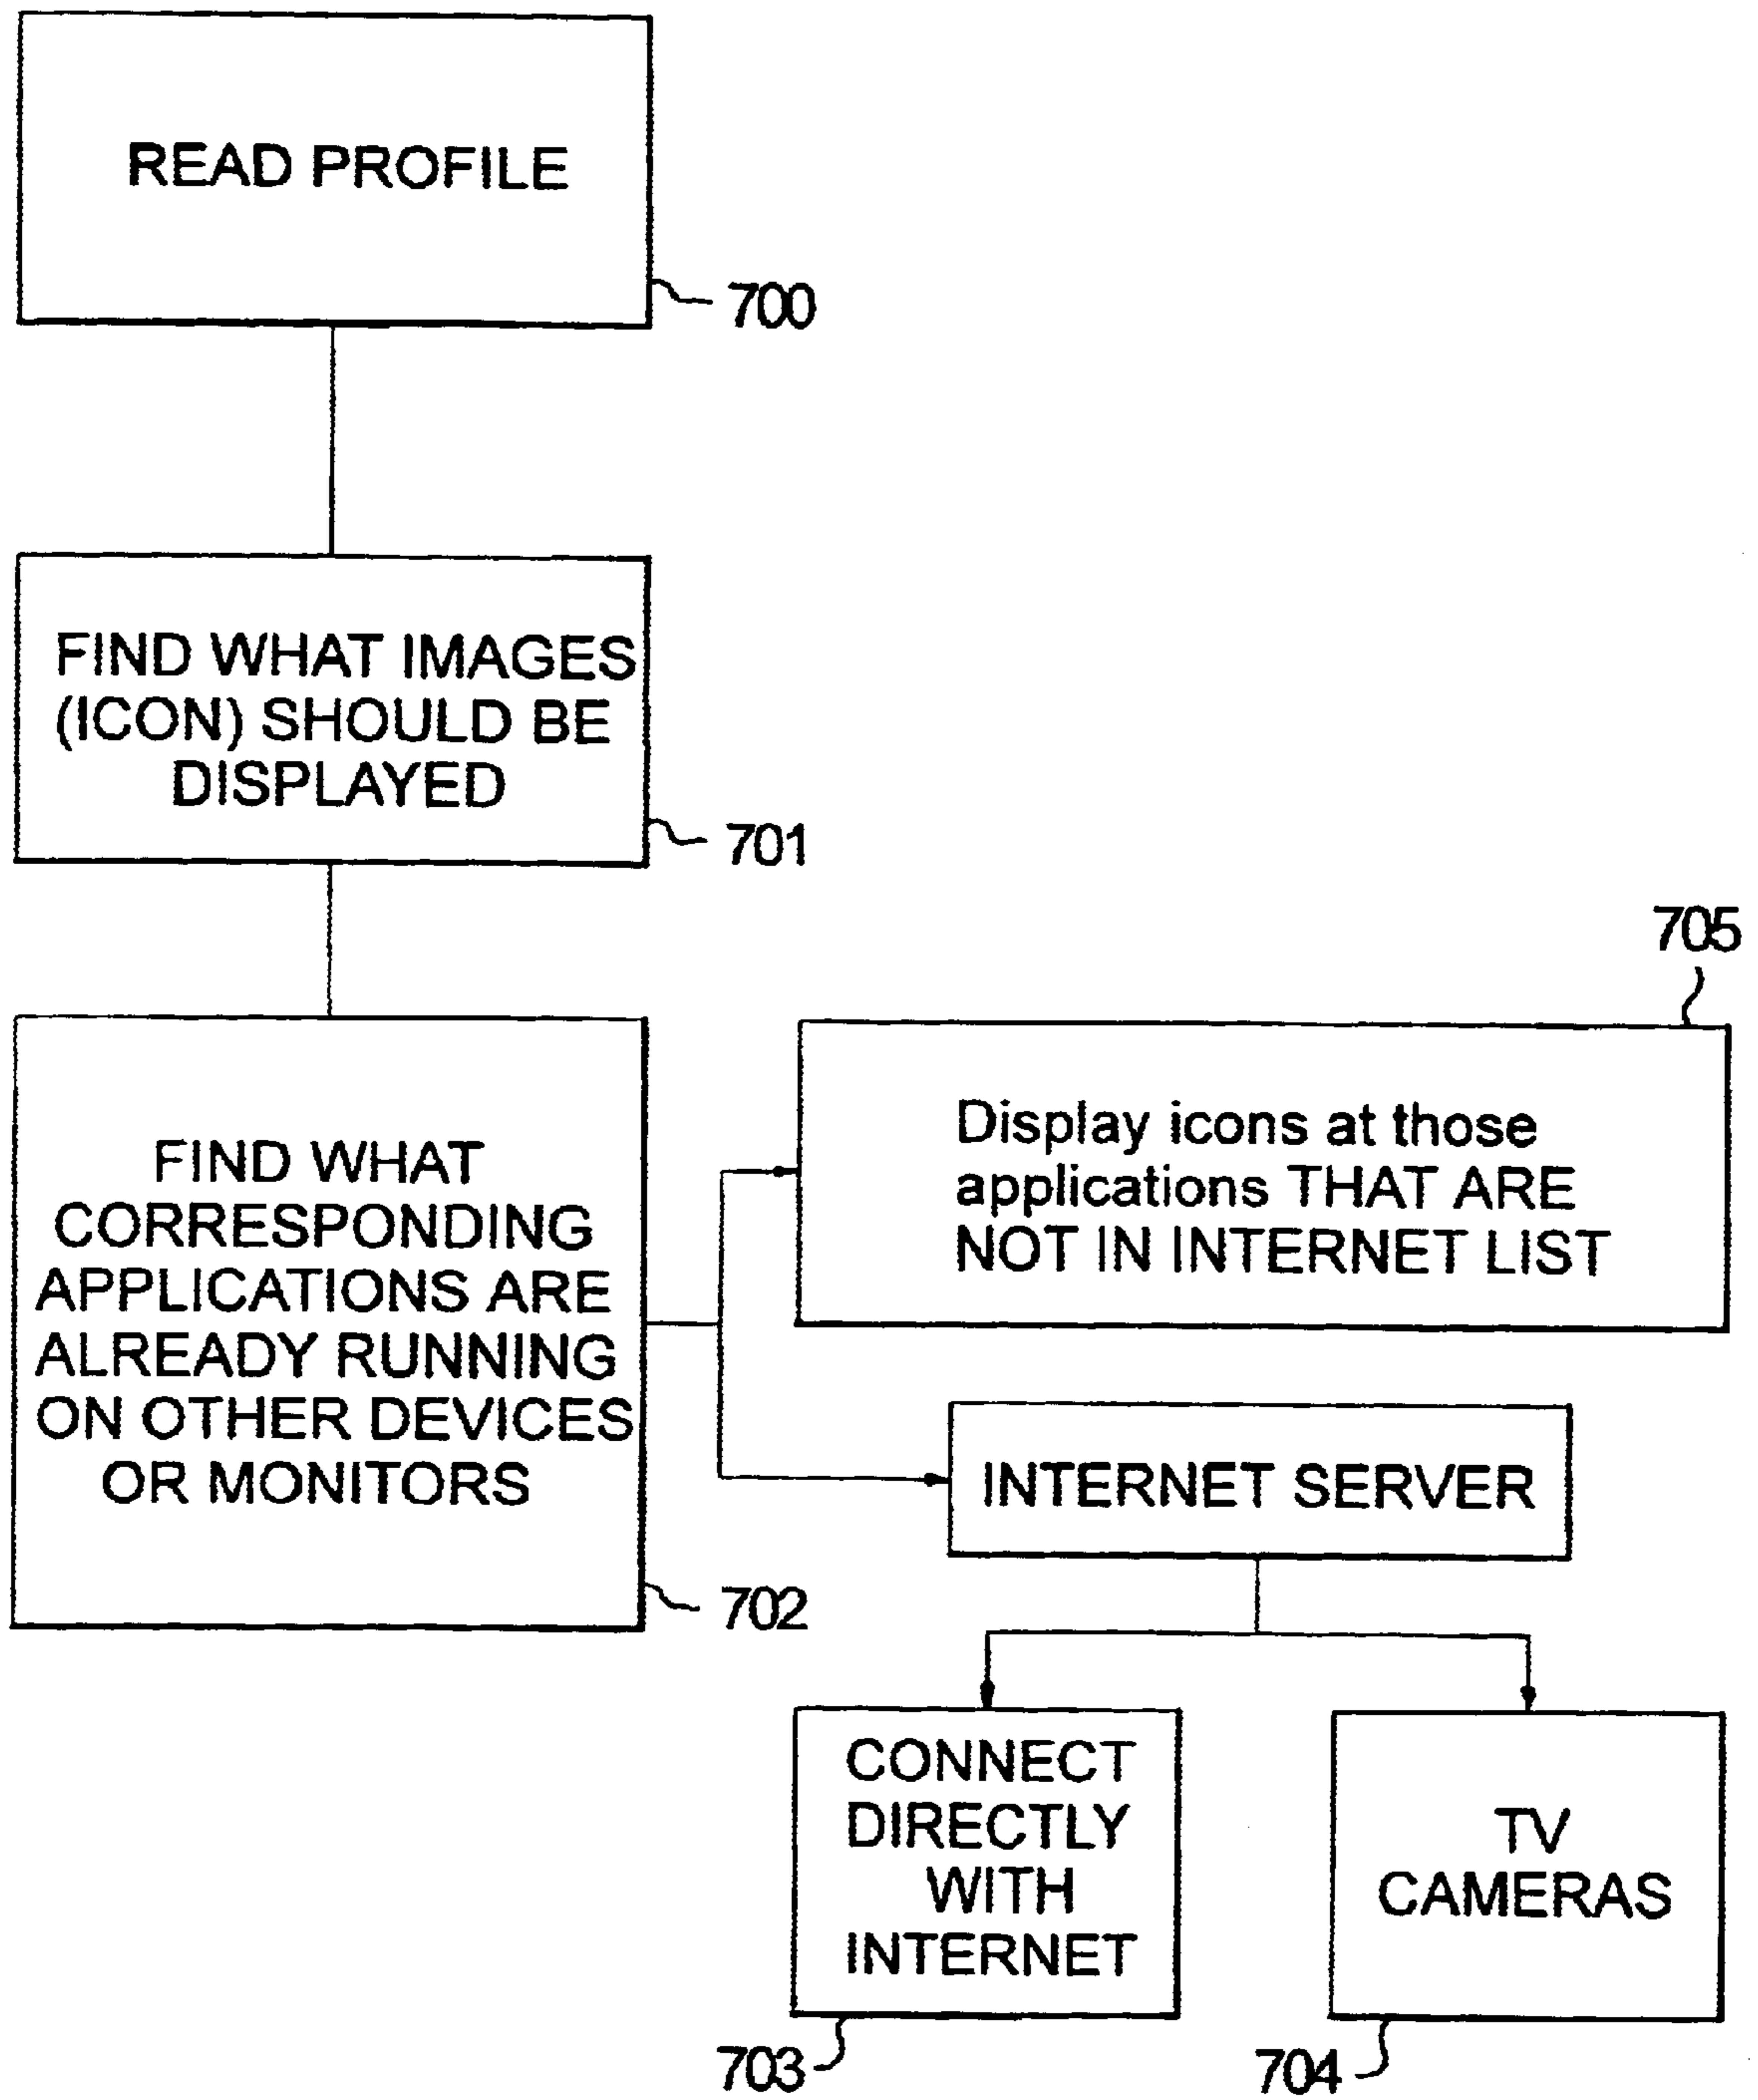 READ PROFILE
700
FIND WHAT IMAGES
(ICON) SHOULD BE
DISPLAYED
701
705
FIND WHAT
CORRESPONDING
APPLICATIONS ARE
ALREADY RUNNING
ON OTHER DEVICES
OR MONITORS
702
Display icons at those
applications THAT ARE
NOT IN INTERNET LIST
INTERNET SERVER
CONNECT
DIRECTLY
WITH
INTERNET
703
TV
CAMERAS
704